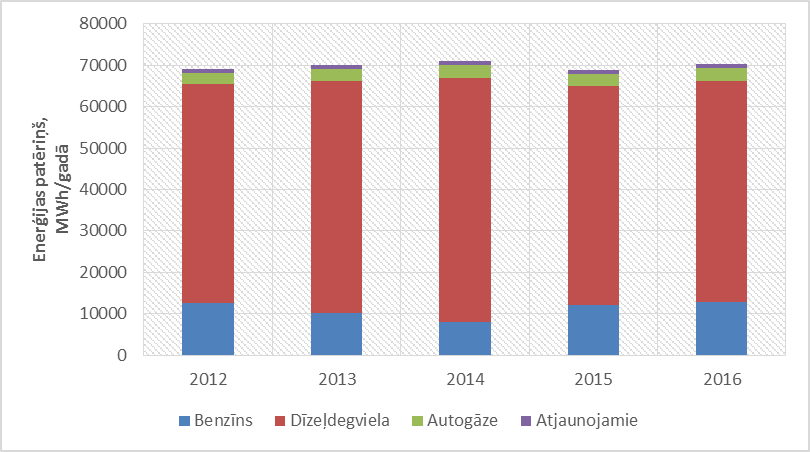 80000
70000
60000
50000
40000
30000
20000
10000
0
Enerģijas patēriņš,
MWh/gadā
2012 2013 2014 2015 2016
Benzīns Dīzeļdegviela Autogāze Atjaunojamie